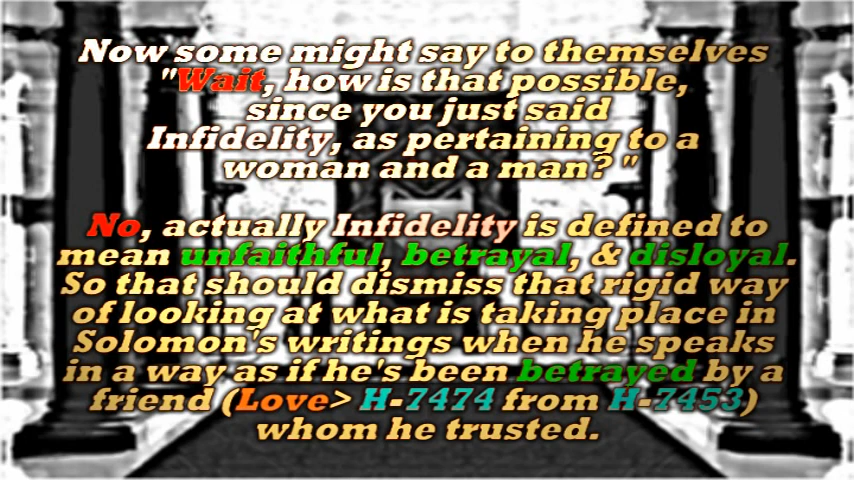 Now some might say to themselves
"Wait, how is that possible,
since you just said
Infidelity, as pertaining to a
woman and a man? "
No, actually Infidelity is defined to
mean unfaithful, betrayal, & disloyal.
So that should dismiss that rigid way
of looking at what is taking place in
Solomon's writings when he speaks
in a way as if he's been betrayed by a
friend (Love> H-7474 from H-7453)
whom he trusted.